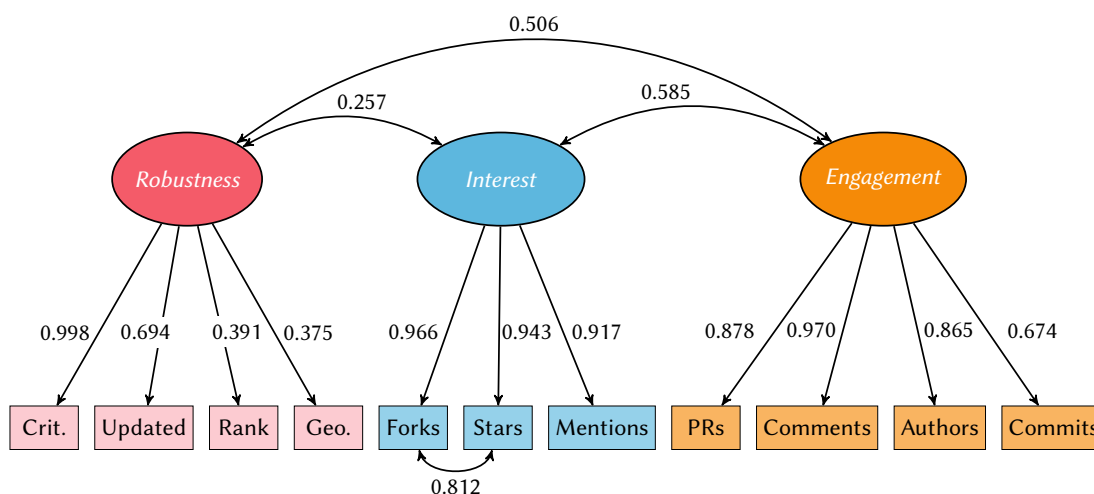 0.506
0.257
0.585
Robustness
Interest
Engagement
0.998
0.694
0.391
0.375
0.966
0.943
0.917
0.878
0.970
0.865
0.674
Crit.
Updated
Rank
Geo.
Forks
Stars
Mentions
PRs
Comments
Authors
Commits
0.812